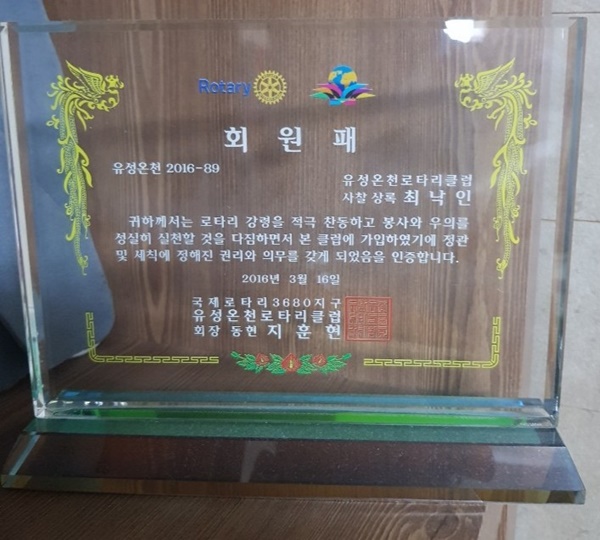 Rotary
회 원 패
유정온천 2016-89
유성온천로타리클럽
사찰 상록 최 낙 인
귀하께서는 로타리 강령을 적극 찬동하고 봉사와 우의를
성실히 실천할 것을 다짐하면서 본 클럽에 가입하였기에 정관
및 세칙에 정해진 권리와 의무를 갖게 되었음을 인증합니다.
2016년 3월 16일
국제로타리3680지구
유성온천로타리클럽
회장 동현 지 훈 현